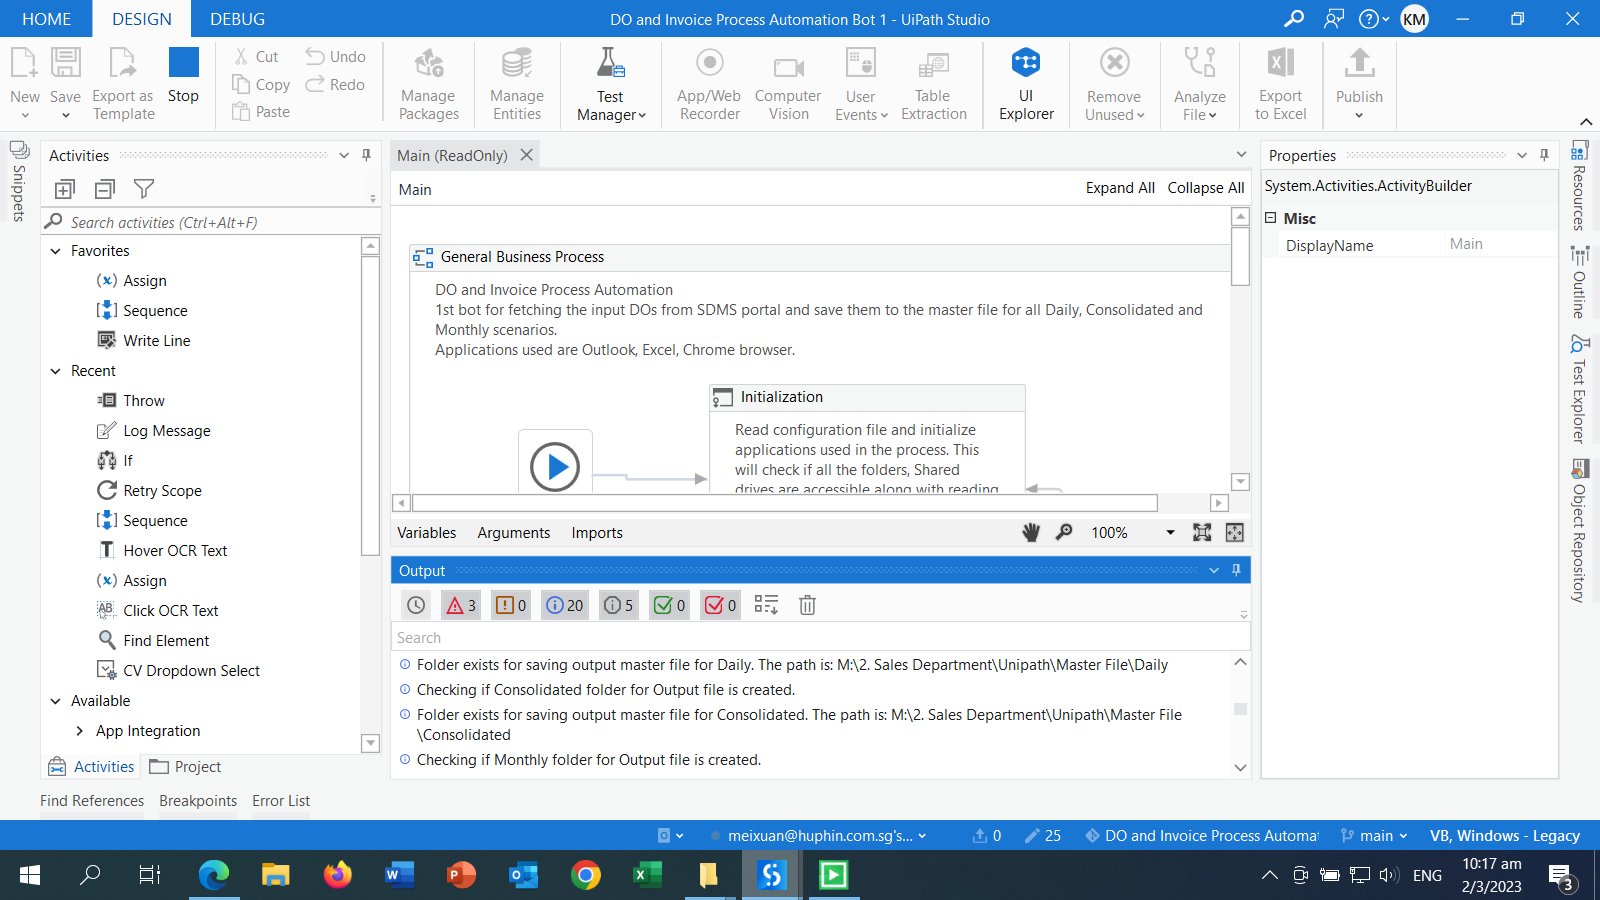 HOME DESIGN DEBUG DO and Invoice Process Automation Bot 1 - UiPath Studio KM
New
Save
Export as
Template
Stop
Cut
Copy
Paste
Undo
Redo
Manage
Packages
Manage
Entities
Test
Manager
App/Web
Recorder
Computer
Vision
User
Events
Table
Extraction
UI
Explorer
Remove
Unused
Analyze
File
Export
to Excel
Publish
Snippets
Activities
Search activities (Ctrl+Alt+F)
Favorites
Assign
Sequence
Write Line
Recent
Throw
Log Message
If
Retry Scope
Sequence
Hover OCR Text
Assign
Click OCR Text
Find Element
CV Dropdown Select
Available
App Integration
Activities Project
Main (ReadOnly)
Main Expand All Collapse All
General Business Process
DO and Invoice Process Automation
1st bot for fetching the input DOs from SDMS portal and save them to the master file for all Daily, Consolidated and
Monthly scenarios.
Applications used are Outlook, Excel, Chrome browser.
Initialization
Read configuration file and initialize
applications used in the process. This
will check if all the folders, Shared
drives are accessible along with reading
Variables Arguments Imports 100%
Output
3 0 20 5 0 0
Search
Folder exists for saving output master file for Daily. The path is: M:\2. Sales Department\Unipath\Master File\Daily
Checking if Consolidated folder for Output file is created.
Folder exists for saving output master file for Consolidated. The path is: M:\2. Sales Department\Unipath\Master File
\Consolidated
Checking if Monthly folder for Output file is created.
Properties
System.Activities.ActivityBuilder
Misc
DisplayName Main
Resources
Outline
Test Explorer
Object Repository
Find References Breakpoints Error List
meixuan@huphin.com.sg's... 0 25 DO and Invoice Process Automat main VB, Windows - Legacy
ENG
10:17 am
2/3/2023
3